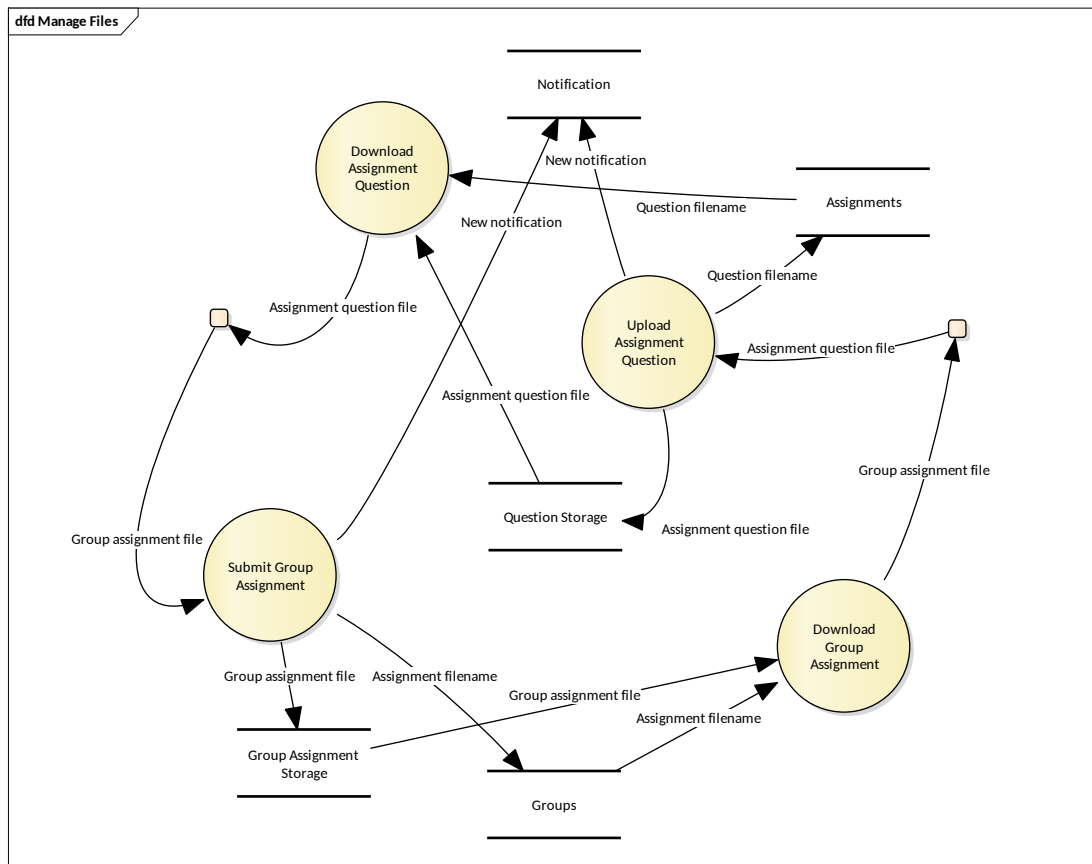 dfd Manage Files
Notification
Download
Assignment
Question
New notification
Question filename
Assignments
New notification
Question filename
Assignment question file
Upload
Assignment
Question
Assignment question file
Assignment question file
Group assignment file
Question Storage
Assignment question file
Group assignment file
Submit Group
Assignment
Download
Group
Assignment
Group assignment file
Assignment filename
Group assignment file
Assignment filename
Group Assignment
Storage
Groups